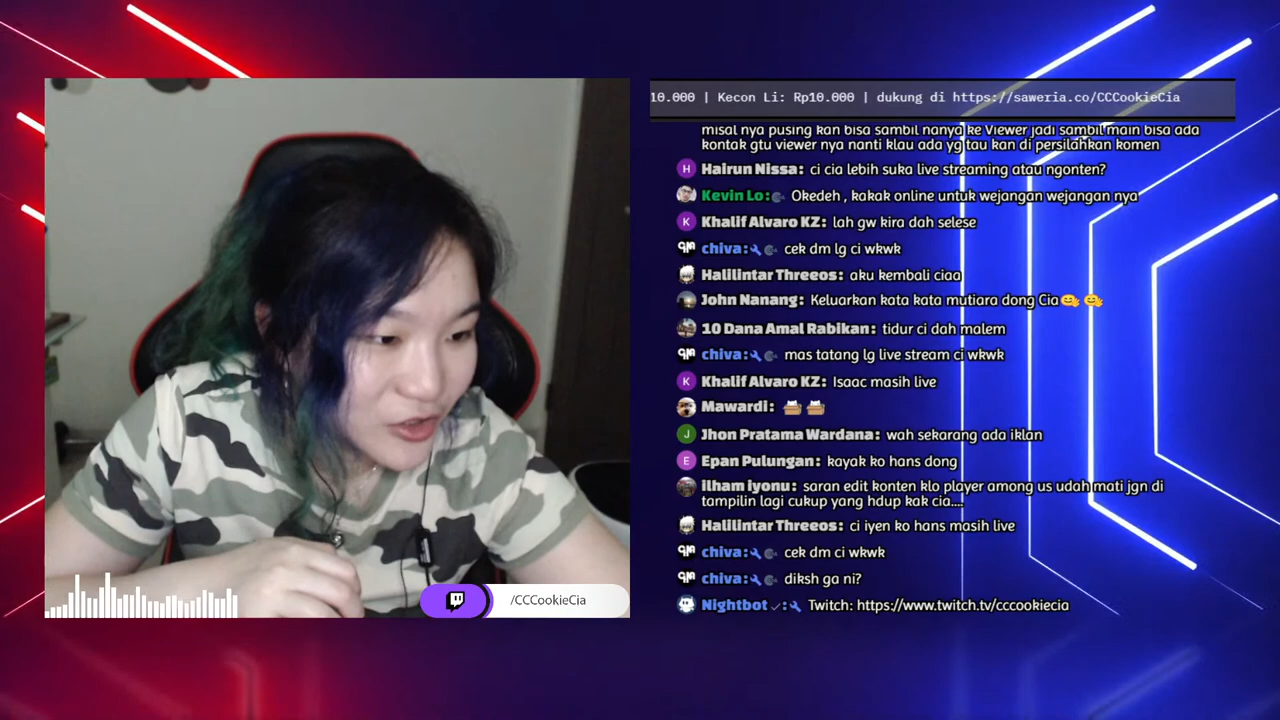 10.000 | Kecon Li: Rp10.000 | dukung di https://saweria.co/CCCookieCia
misal nya pusing kan bisa sambil nanya ke Viewer jadi sambil main bisa ada
kontak gtu viewer nya nanti klau ada yg tau kan di persilahkan komen
H Hairun Nissa: ci cia lebih suka live streaming atau ngonten?
Kevin Lo: Okedeh , kakak online untuk wejangan wejangan nya
K Khalif Alvaro KZ: lah gw kira dah selese
chiva: cek dm lg ci wkwk
Halilintar Threeos: aku kembali ciaa
John Nanang: Keluarkan kata kata mutiara dong Cia
10 Dana Amal Rabikan: tidur ci dah malem
chiva: mas tatang lg live stream ci wkwk
K Khalif Alvaro KZ: Isaac masih live
Mawardi:
J Jhon Pratama Wardana: wah sekarang ada iklan
E Epan Pulungan: kayak ko hans dong
ilham iyonu: saran edit konten klo player among us udah mati jgn di
tampilin lagi cukup yang hdup kak cia....
Halilintar Threeos: ci iyen ko hans masih live
chiva: cek dm ci wkwk
chiva: diksh ga ni?
Nightbot: Twitch: https://www.twitch.tv/cccookiecia
/CCCookieCia